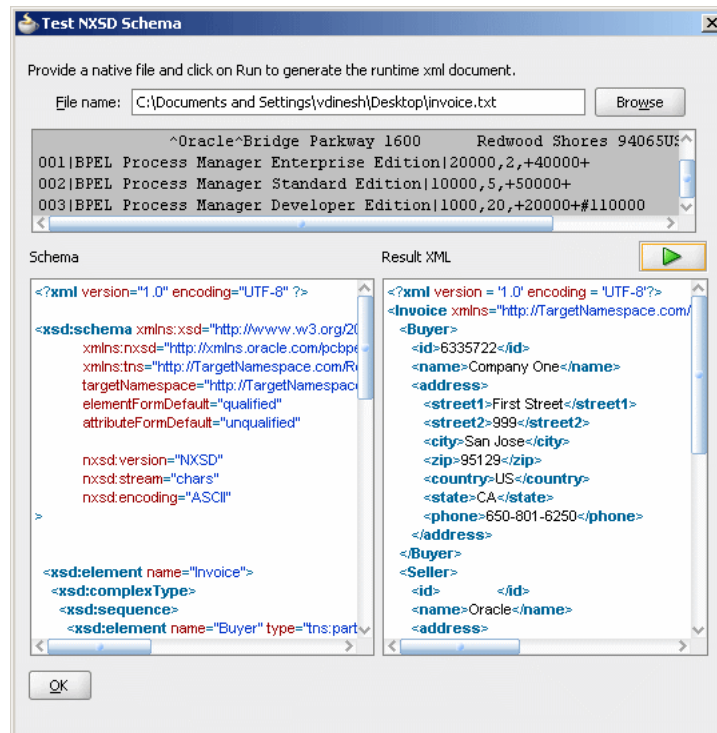 Test NXSD Schema
Provide a native file and click on Run to generate the runtime xml document.
File name: C:\Documents and Settings\vdinesh\Desktop\invoice.txt Browse
^Oracle^Bridge Parkway 1600 Redwood Shores 94065US
001|BPEL Process Manager Enterprise Edition|20000,2,+40000+
002|BPEL Process Manager Standard Edition|10000,5,+50000+
003|BPEL Process Manager Developer Edition|1000,20,+20000+#110000
Schema
<?xml version="1.0" encoding="UTF-8" ?>
<xsd:schema xmlns:xsd="http://www.w3.org/20
xmlns:nxsd="http://xmlns.oracle.com/pcbpe
xmlns:tns="http://TargetNamespace.com/Re
targetNamespace="http://TargetNamespac
elementFormDefault="qualified"
attributeFormDefault="unqualified"
nxsd:version="NXSD"
nxsd:stream="chars"
nxsd:encoding="ASCII"
>
<xsd:element name="Invoice">
<xsd:complexType>
<xsd:sequence>
<xsd:element name="Buyer" type="tns:part
Result XML
<?xml version = '1.0' encoding = 'UTF-8'?>
<Invoice xmlns="http://TargetNamespace.com/
<Buyer>
<id>6335722</id>
<name>Company One</name>
<address>
<street1>First Street</street1>
<street2>999</street2>
<city>San Jose</city>
<zip>95129</zip>
<country>US</country>
<state>CA</state>
<phone>650-801-6250</phone>
</address>
</Buyer>
<Seller>
<id> </id>
<name>Oracle</name>
<address>
OK